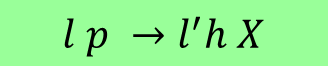 l p → l′h X